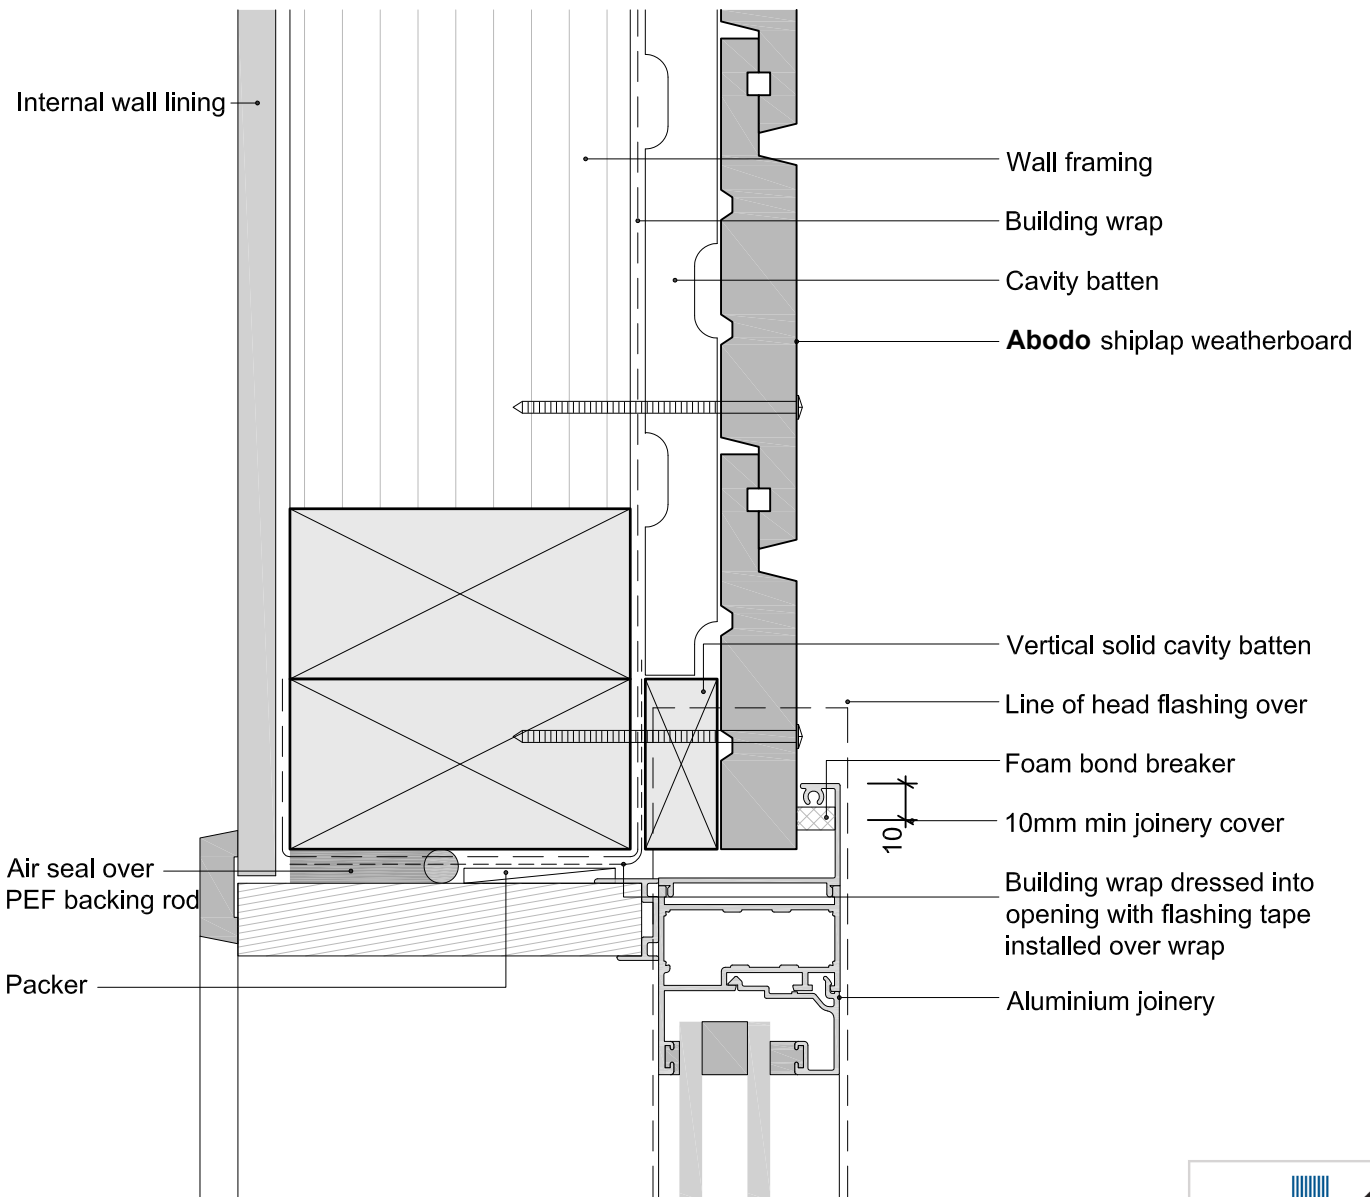 Internal wall lining
Wall framing
Building wrap
Cavity batten
Abodo shiplap weatherboard
Vertical solid cavity batten
Line of head flashing over
Foam bond breaker
10
10mm min joinery cover
Air seal over
PEF backing rod
Building wrap dressed into
opening with flashing tape
installed over wrap
Packer
Aluminium joinery